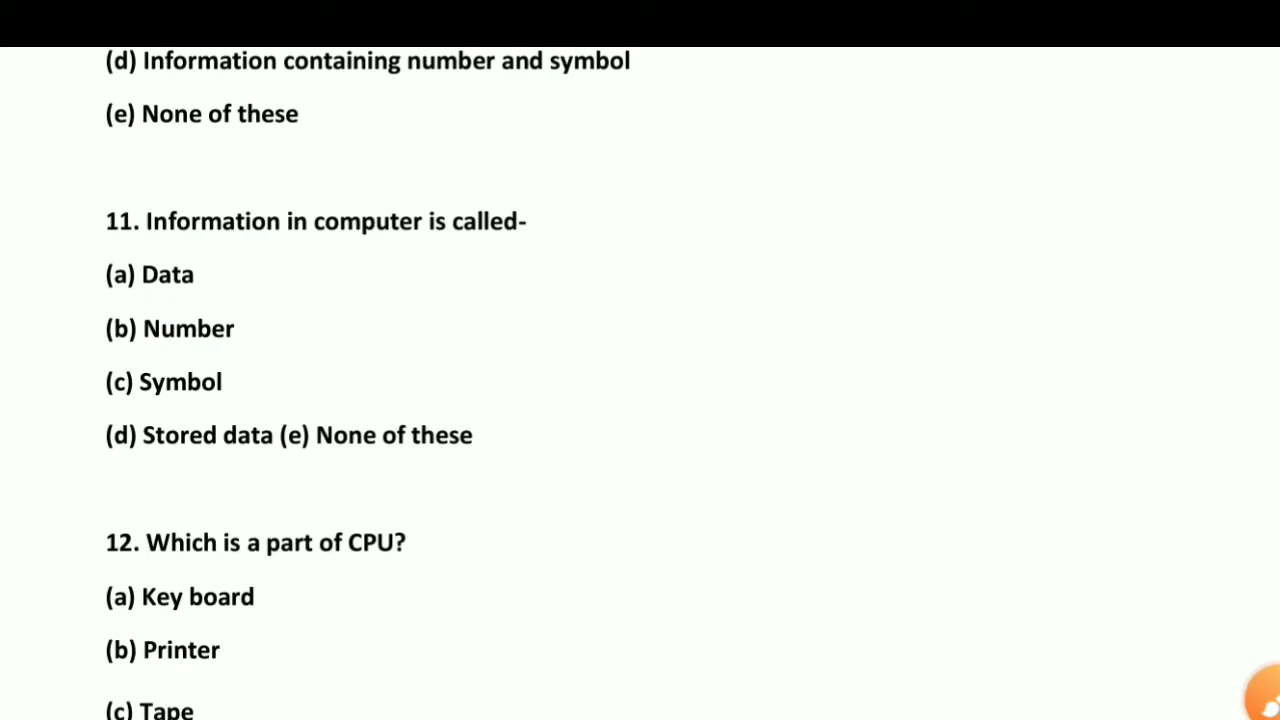 (d) Information containing number and symbol
(e) None of these
11. Information in computer is called-
(a) Data
(b) Number
(c) Symbol
(d) Stored data (e) None of these
12. Which is a part of CPU?
(a) Key board
(b) Printer
(c) Tape